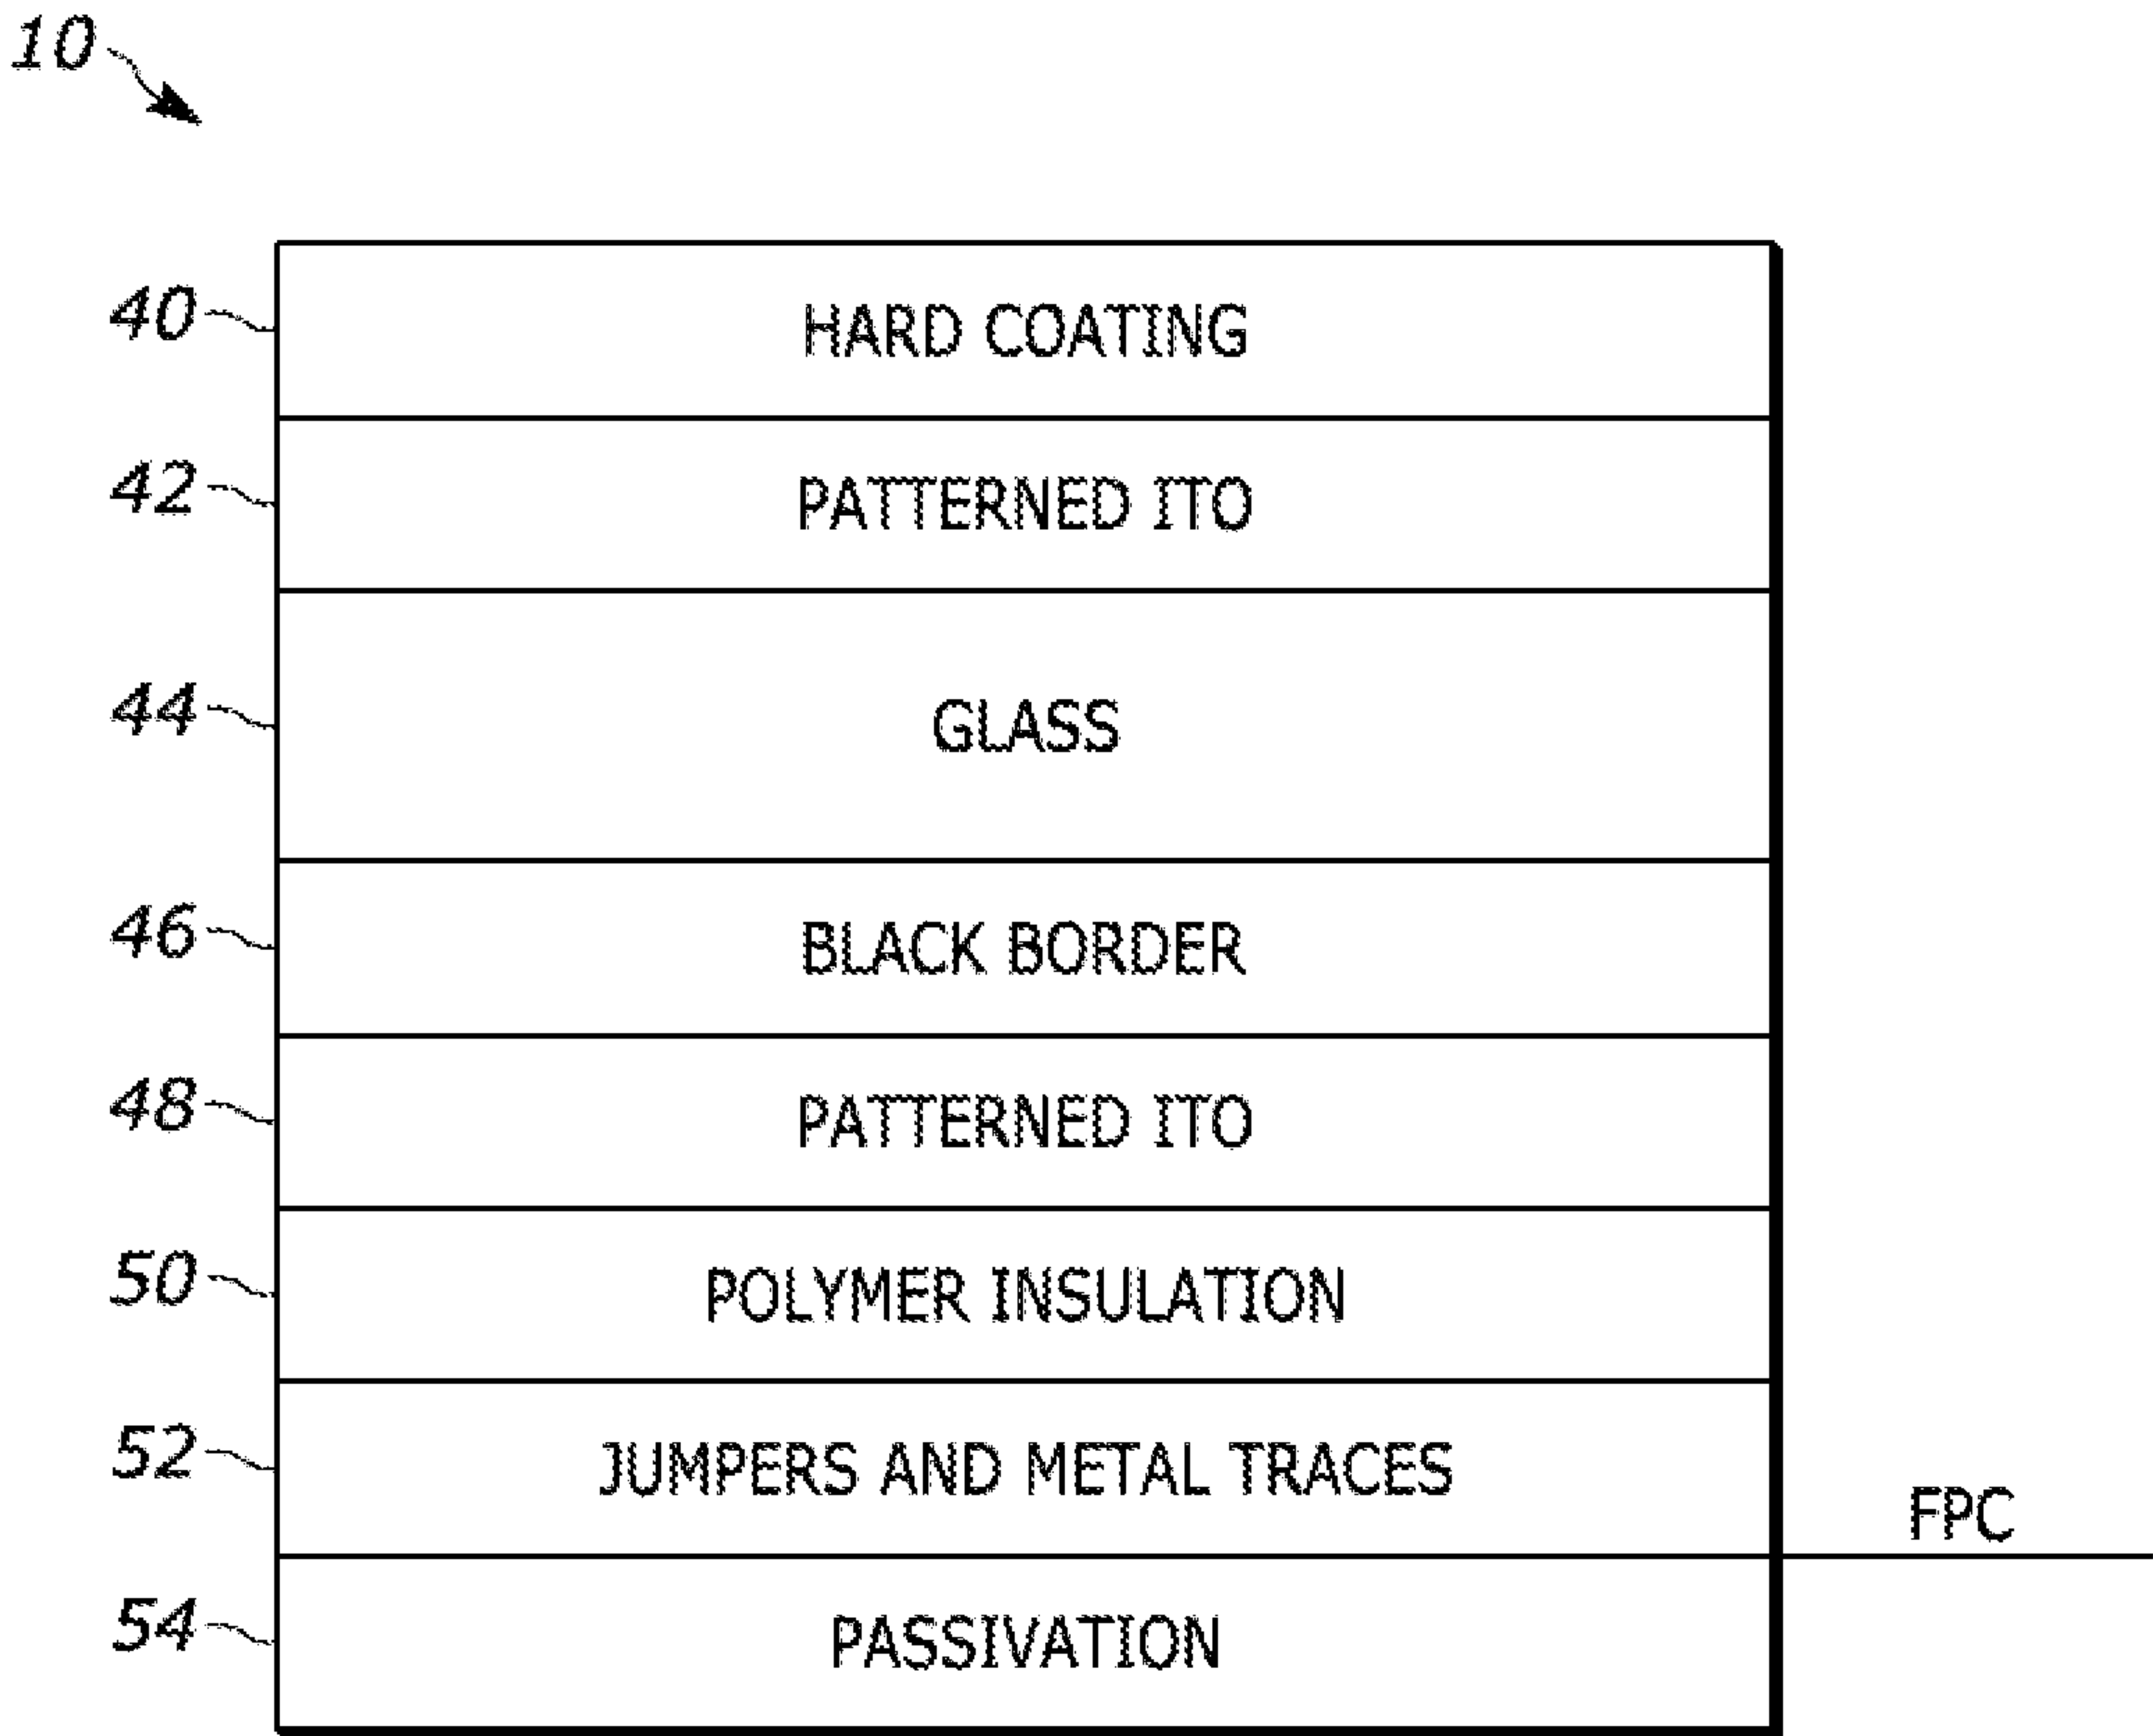 10
40 HARD COATING
42 PATTERNED ITO
44 GLASS
46 BLACK BORDER
48 PATTERNED ITO
50 POLYMER INSULATION
52 JUMPERS AND METAL TRACES
FPC
54 PASSIVATION